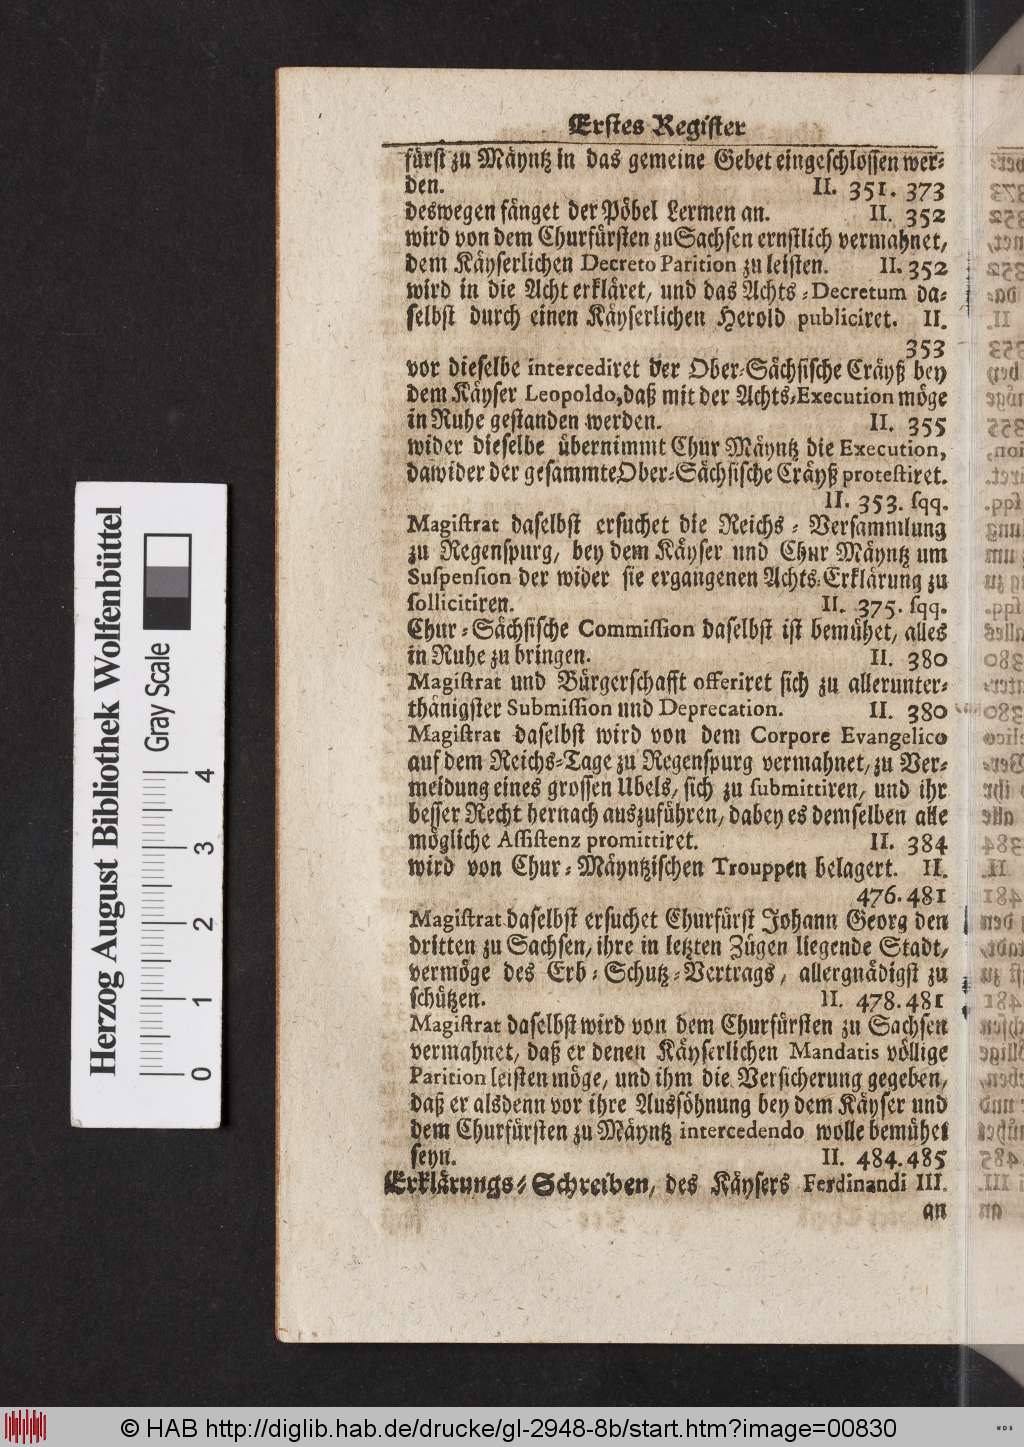 Erstes Register
fürst zu Mäyntz in das gemeine Gebet eingeschlossen wer-
den. II. 351. 373
deswegen fänget der Pöbel Lermen an. II. 352
wird von dem Churfürsten zu Sachsen ernstlich vermahnet,
dem Käyserlichen Decreto Parition zu leisten. II. 352
wird in die Acht erkläret, und das Achts-Decretum da-
selbst durch einen Käyserlichen Herold publiciret. II.
353
vor dieselbe intercediret der Ober-Sächsische Cräyß bey
dem Käyser Leopoldo, daß mit der Achts-Execution möge
in Ruhe gestanden werden. II. 355
wider dieselbe übernimmt Chur Mäyntz die Execution,
dawider der gesammte Ober-Sächsische Cräyß protestiret.
II. 353. sqq.
Magistrat daselbst ersuchet die Reichs-Versammlung
zu Regenspurg, bey dem Käyser und Chur Mäyntz um
Suspension der wider sie ergangenen Achts-Erklärung zu
sollicitiren. II. 375. sqq.
Chur-Sächsische Commission daselbst ist bemühet, alles
in Ruhe zu bringen. II. 380
Magistrat und Bürgerschafft offeriret sich zu allerunter-
thänigster Submission und Deprecation. II. 380
Magistrat daselbst wird von dem Corpore Evangelico
auf dem Reichs-Tage zu Regenspurg vermahnet, zu Ver-
meidung eines grossen Ubels, sich zu submittiren, und ihr
besser Recht hernach auszuführen, dabey es demselben alle
mögliche Assistenz promittiret. II. 384
wird von Chur-Mäyntzischen Trouppen belagert. II.
476. 481
Magistrat daselbst ersuchet Churfürst Johann Georg den
dritten zu Sachsen, ihre in letzten Zügen liegende Stadt,
vermöge des Erb-Schutz-Vertrags, allergnädigst zu
schützen. II. 478. 481
Magistrat daselbst wird von dem Churfürsten zu Sachsen
vermahnet, daß er denen Käyserlichen Mandatis völlige
Parition leisten möge, und ihm die Versicherung gegeben,
daß er alsdenn vor ihre Aussöhnung bey dem Käyser und
dem Churfürsten zu Mäyntz intercedendo wolle bemühet
seyn. II. 484. 485
Erklärungs-Schreiben, des Käysers Ferdinandi III.
an
Herzog August Bibliothek Wolfenbüttel
Gray Scale
0 1 2 3 4
© HAB http://diglib.hab.de/drucke/gl-2948-8b/start.htm?image=00830